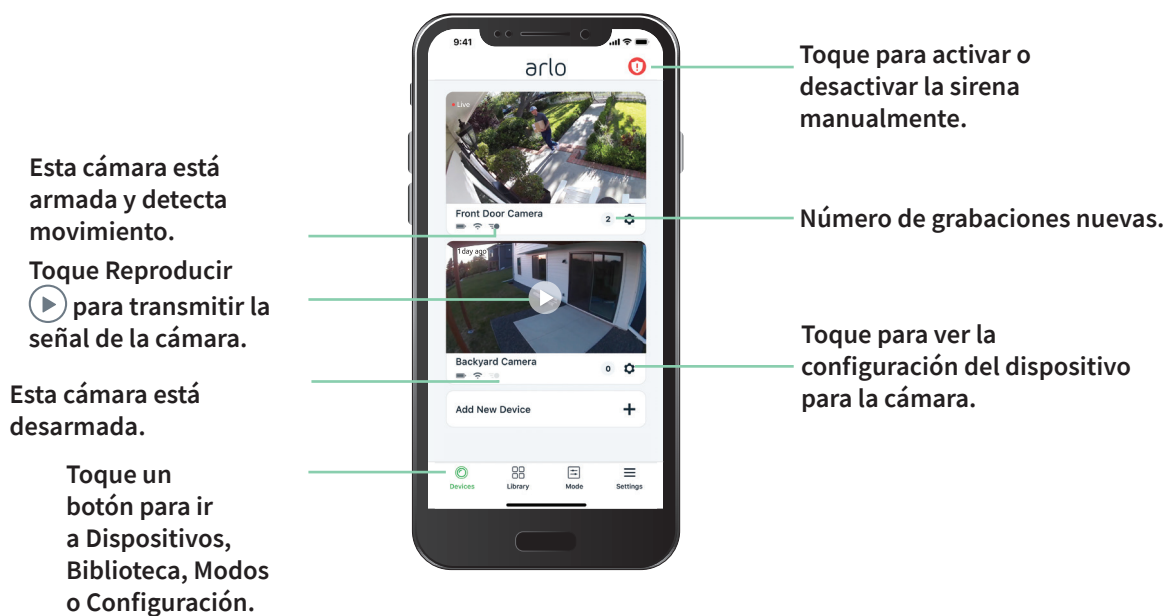 Esta cámara está
armada y detecta
movimiento.
Toque Reproducir
para transmitir la
señal de la cámara.
Esta cámara está
desarmada.
Toque un
botón para ir
a Dispositivos,
Biblioteca, Modos
o Configuración.
9:41
arlo
Live
Front Door Camera
2
1 day ago
Backyard Camera
0
Add New Device
Devices Library Mode Settings
Toque para activar o
desactivar la sirena
manualmente.
Número de grabaciones nuevas.
Toque para ver la
configuración del dispositivo
para la cámara.